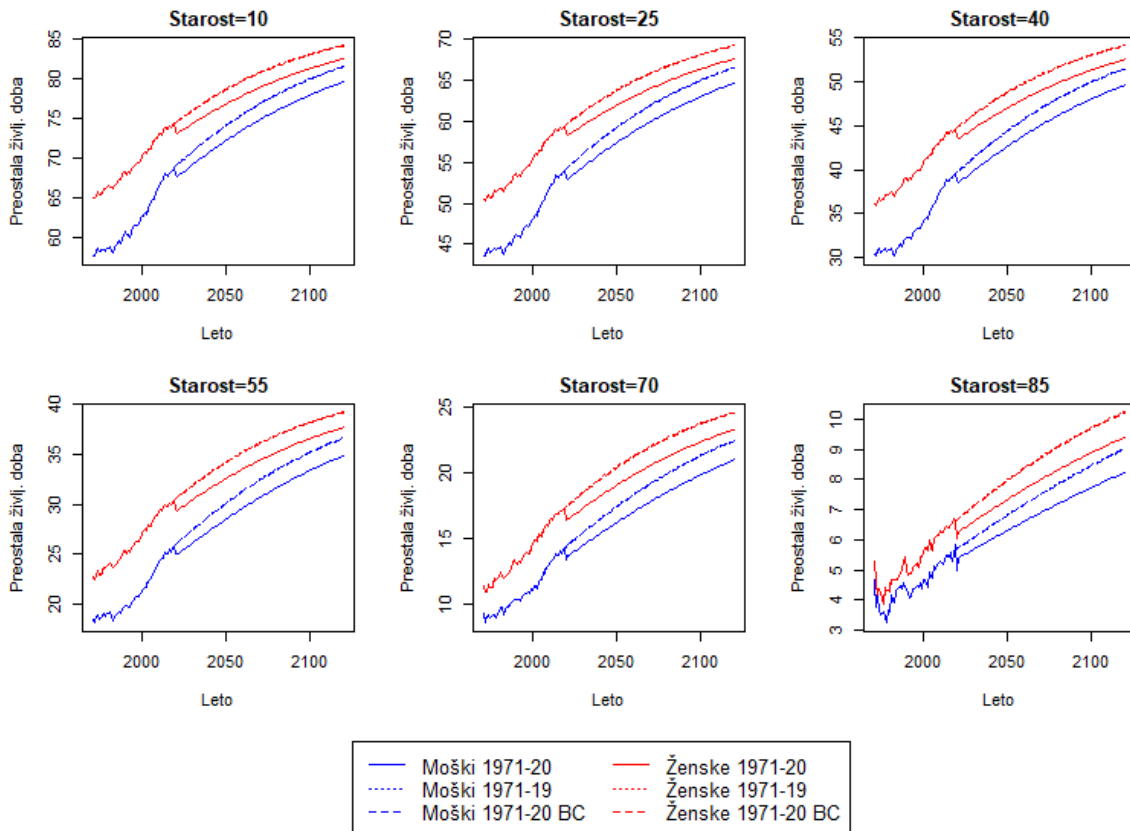 Starost=10
Preostala življ. doba
85
80
75
70
65
60
2000
2050
2100
Leto
Starost=25
Preostala življ. doba
70
65
60
55
50
45
2000
2050
2100
Leto
Starost=40
Preostala življ. doba
55
50
45
40
35
30
2000
2050
2100
Leto
Starost=55
Preostala življ. doba
40
35
30
25
20
2000
2050
2100
Leto
Starost=70
Preostala življ. doba
25
20
15
10
2000
2050
2100
Leto
Starost=85
Preostala življ. doba
10
9
8
7
6
5
4
3
2000
2050
2100
Leto
Moški 1971-20
Moški 1971-19
Moški 1971-20 BC
Ženske 1971-20
Ženske 1971-19
Ženske 1971-20 BC